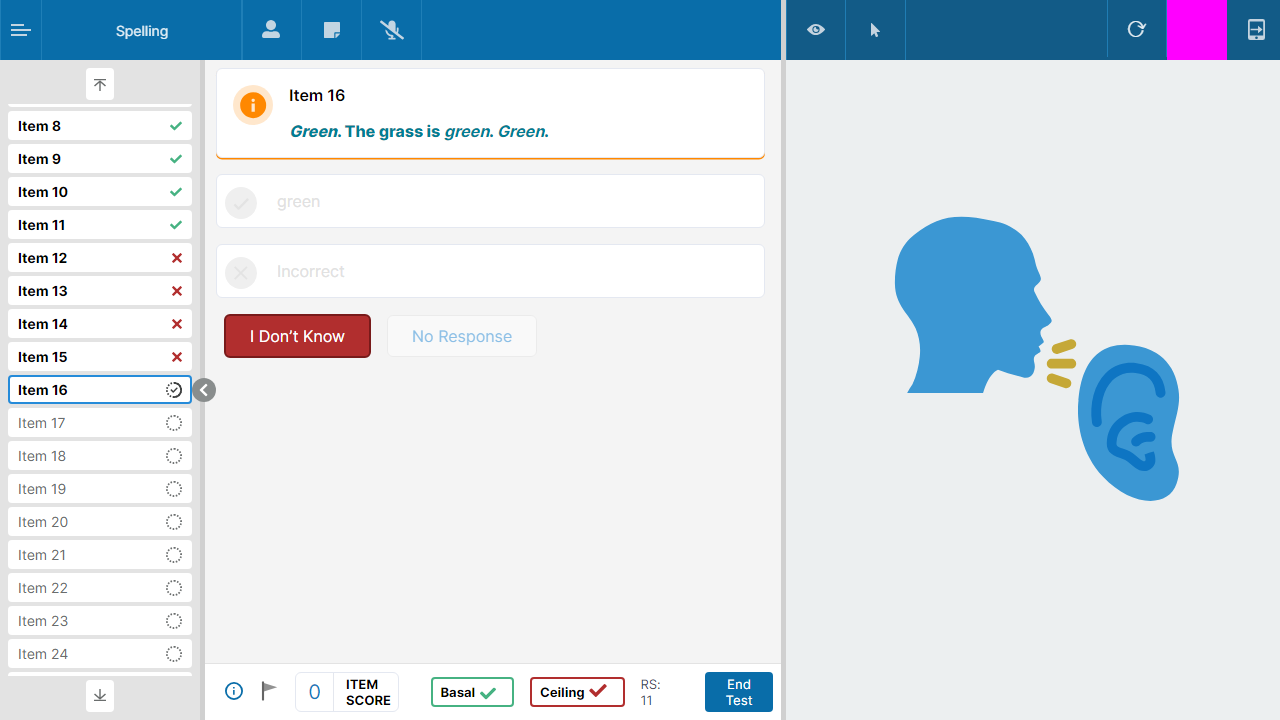 Spelling
Item 8
Item 9
Item 10
Item 11
Item 12
Item 13
Item 14
Item 15
Item 16
Item 17
Item 18
Item 19
Item 20
Item 21
Item 22
Item 23
Item 24
Item 16
Green. The grass is green. Green.
green
Incorrect
I Don’t Know
No Response
0
ITEM
SCORE
Basal
Ceiling
RS:
11
End
Test